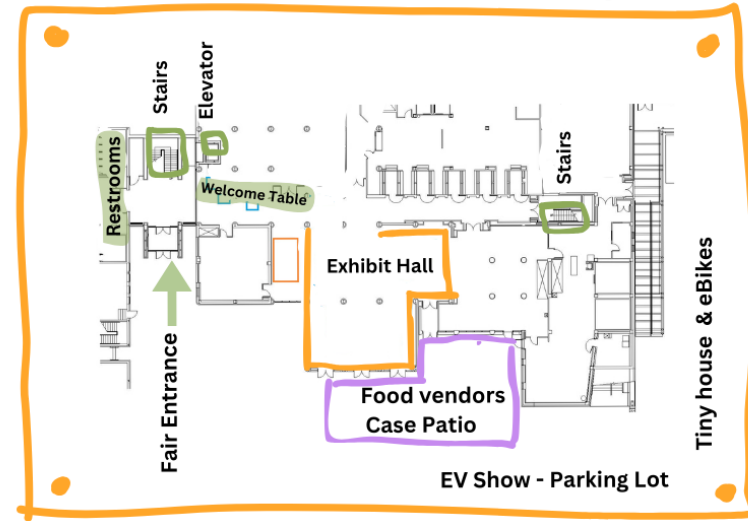 Stairs
Elevator
Restrooms
Welcome Table
Stairs
Exhibit Hall
Fair Entrance
Food vendors
Case Patio
Tiny house & eBikes
EV Show - Parking Lot